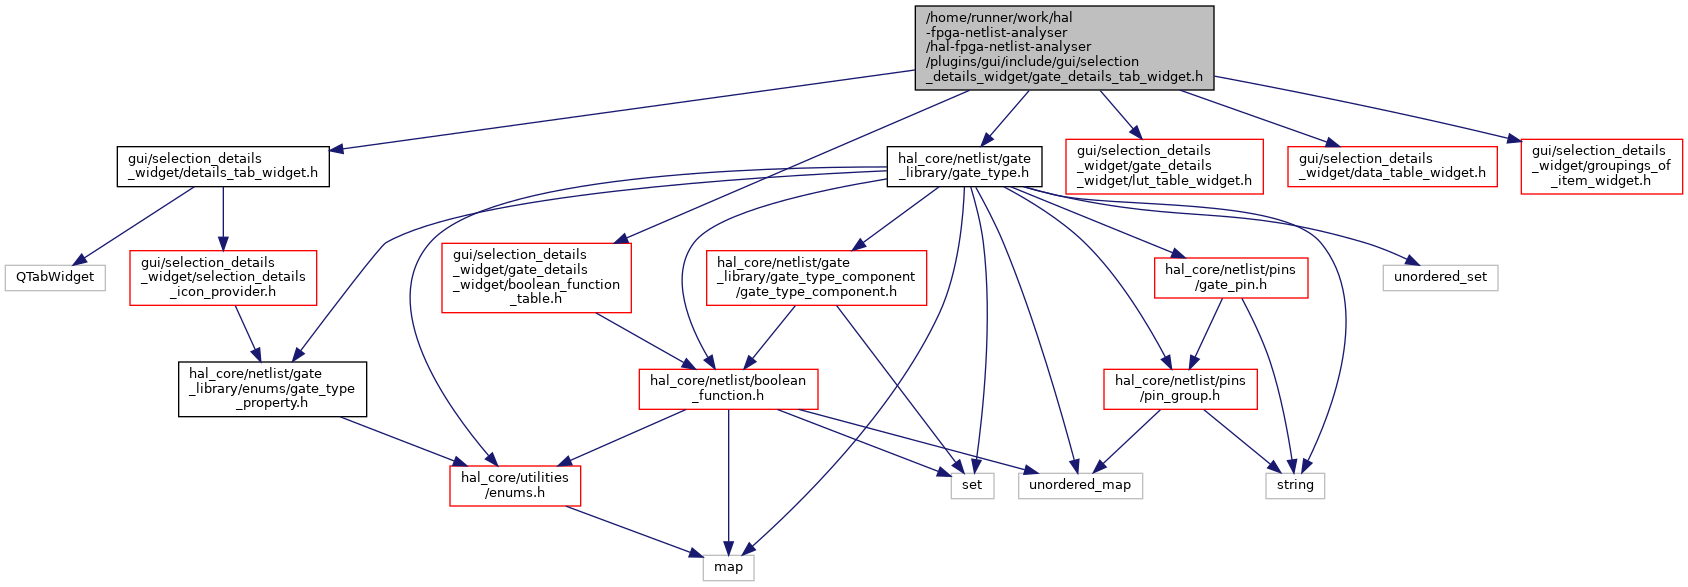 /home/runner/work/hal
-fpga-netlist-analyser
/hal-fpga-netlist-analyser
/plugins/gui/include/gui/selection
_details_widget/gate_details_tab_widget.h
gui/selection_details
_widget/details_tab_widget.h
hal_core/netlist/gate
_library/gate_type.h
gui/selection_details
_widget/gate_details
_widget/lut_table_widget.h
gui/selection_details
_widget/data_table_widget.h
gui/selection_details
_widget/groupings_of
_item_widget.h
QTabWidget
gui/selection_details
_widget/selection_details
_icon_provider.h
gui/selection_details
_widget/gate_details
_widget/boolean_function
_table.h
hal_core/netlist/gate
_library/gate_type_component
/gate_type_component.h
hal_core/netlist/pins
/gate_pin.h
unordered_set
hal_core/netlist/gate
_library/enums/gate_type
_property.h
hal_core/netlist/boolean
_function.h
hal_core/netlist/pins
/pin_group.h
hal_core/utilities
/enums.h
set
unordered_map
string
map